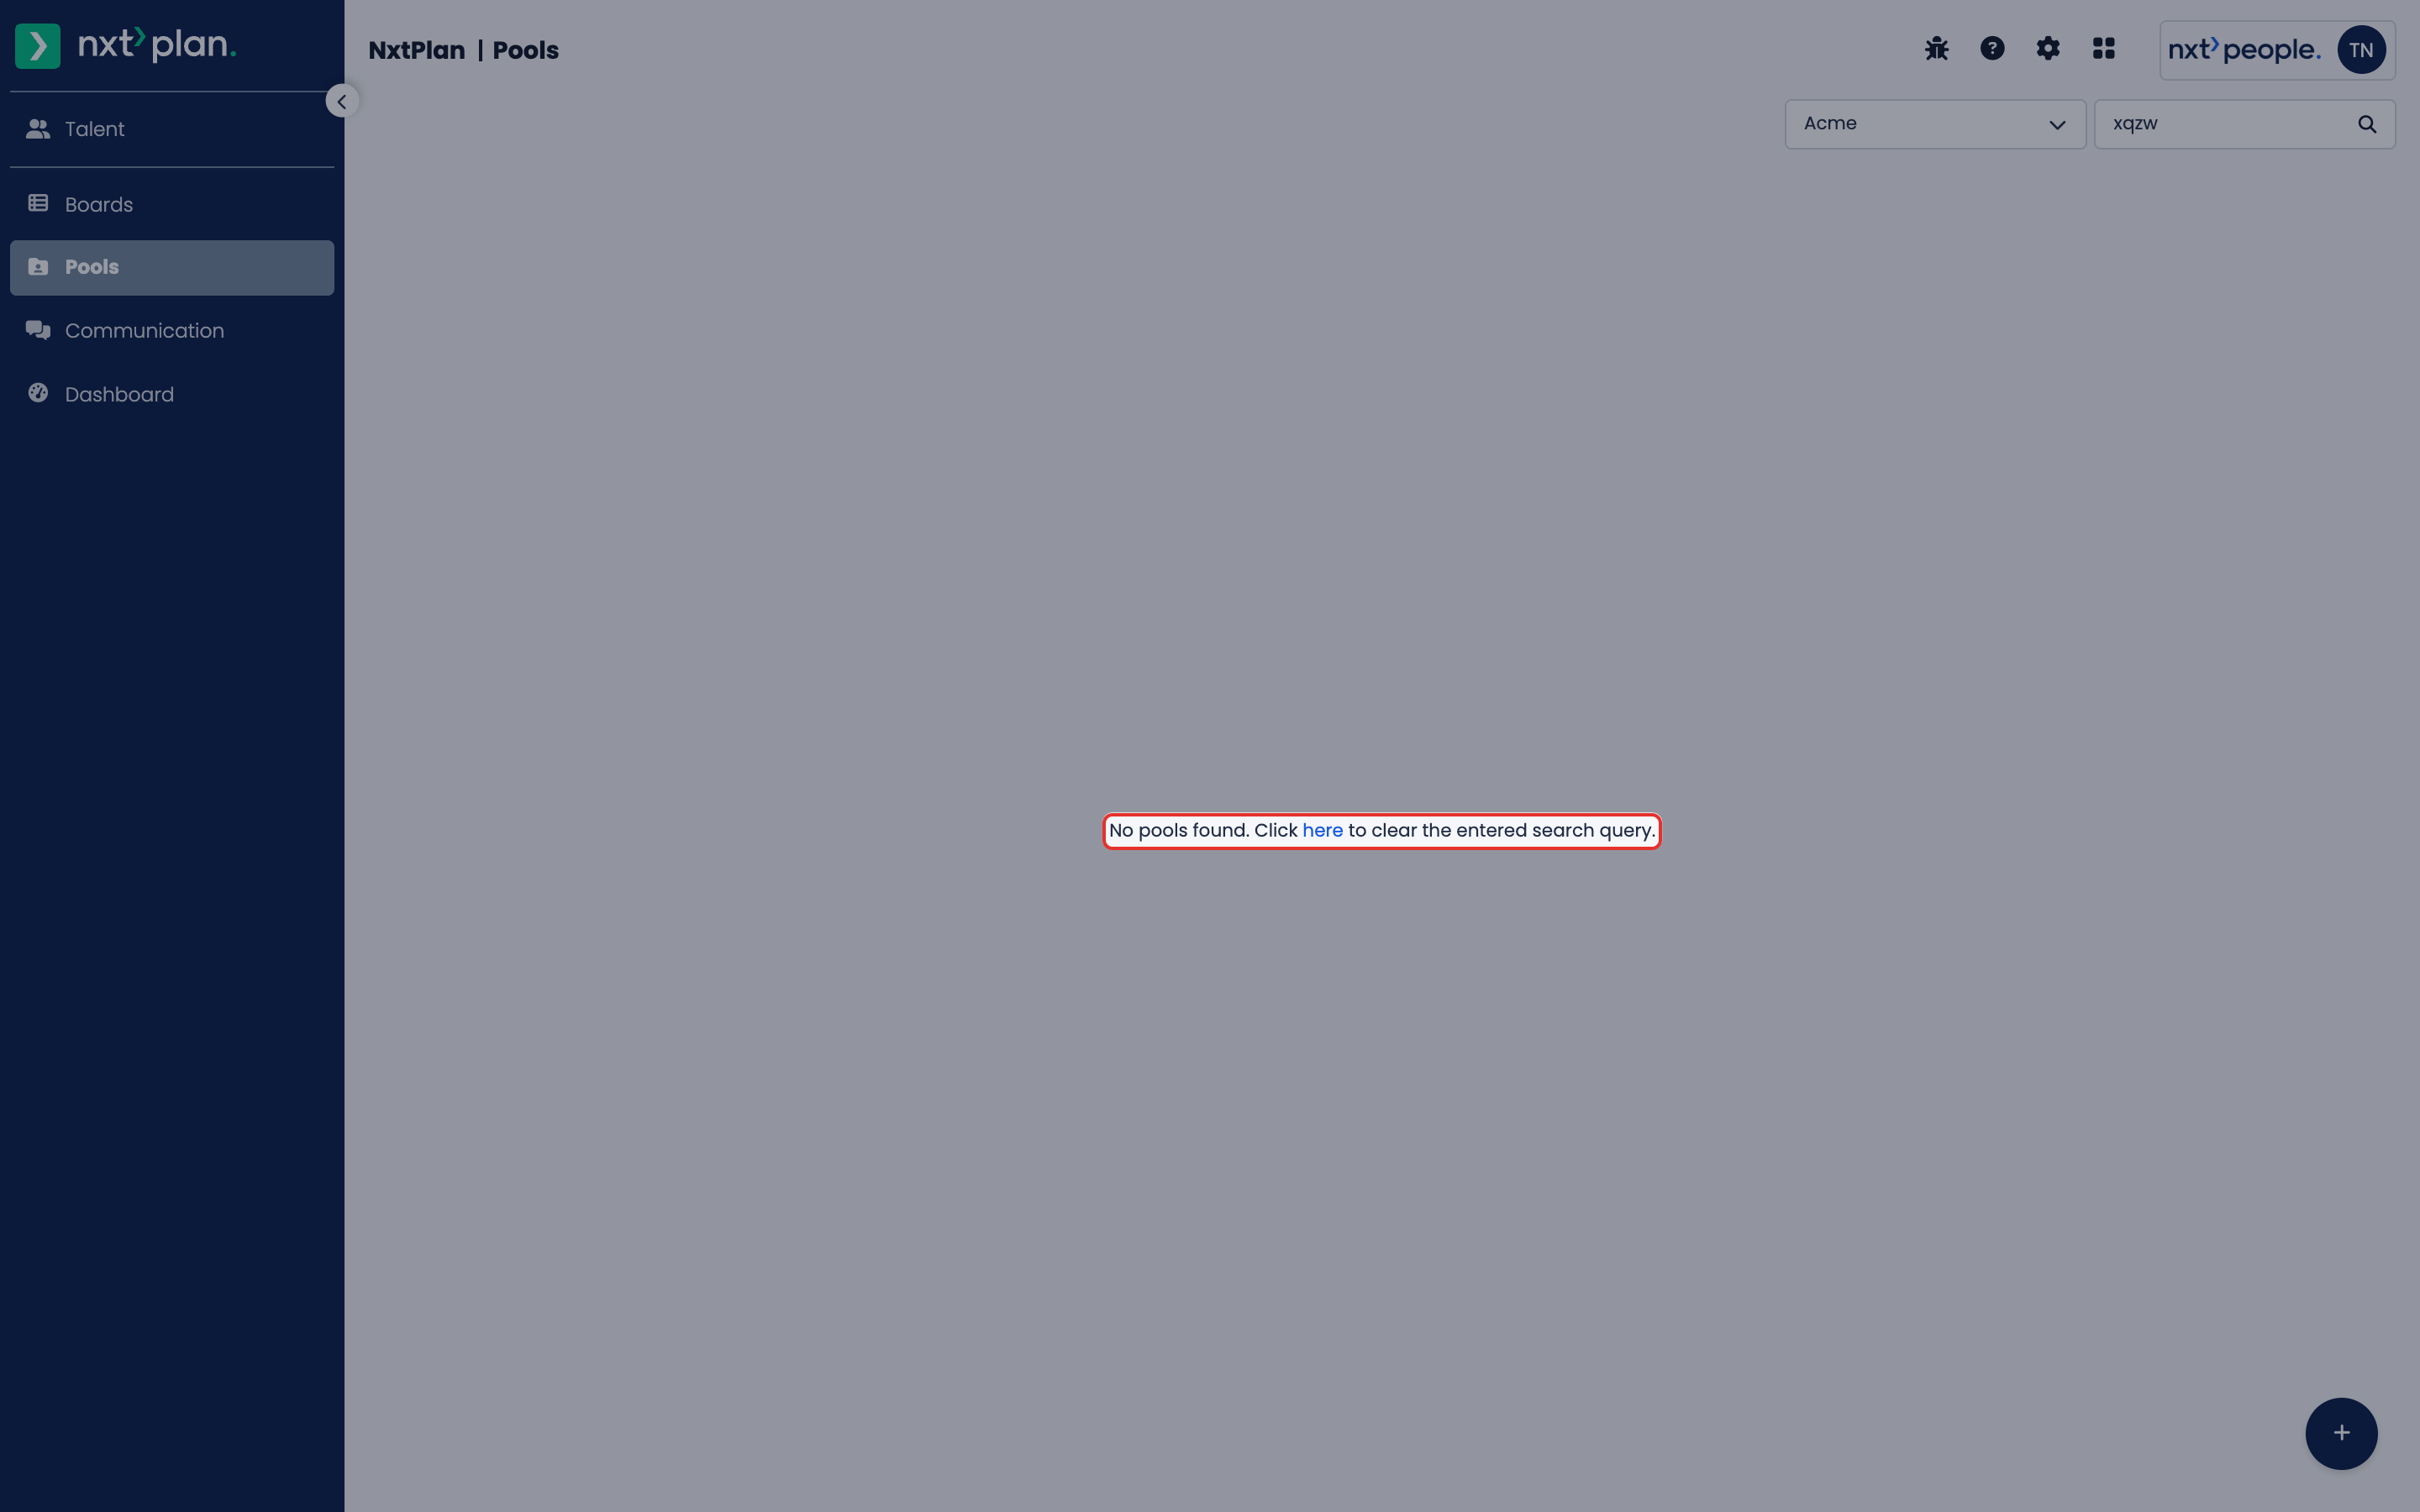 nxt›plan.
NxtPlan | Pools
nxt›people.
TN
Talent
Acme
xqzw
Boards
Pools
Communication
Dashboard
No pools found. Click here to clear the entered search query.